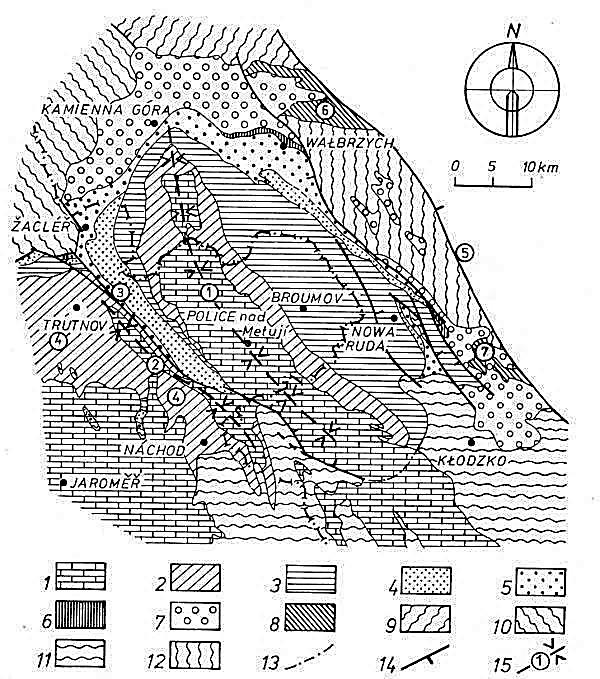 N
0 5 10 km
KAMIENNA GÓRA
6
WAŁBRZYCH
ŽACLÉŘ
5
3
1
BROUMOV
TRUTNOV
4
POLICE nad
Metují
NOWA
RUDA
7
2
4
NÁCHOD
KŁODZKO
JAROMĚŘ
1 2 3 4 5
6 7 8 9 10
11 12 13 14 15 1